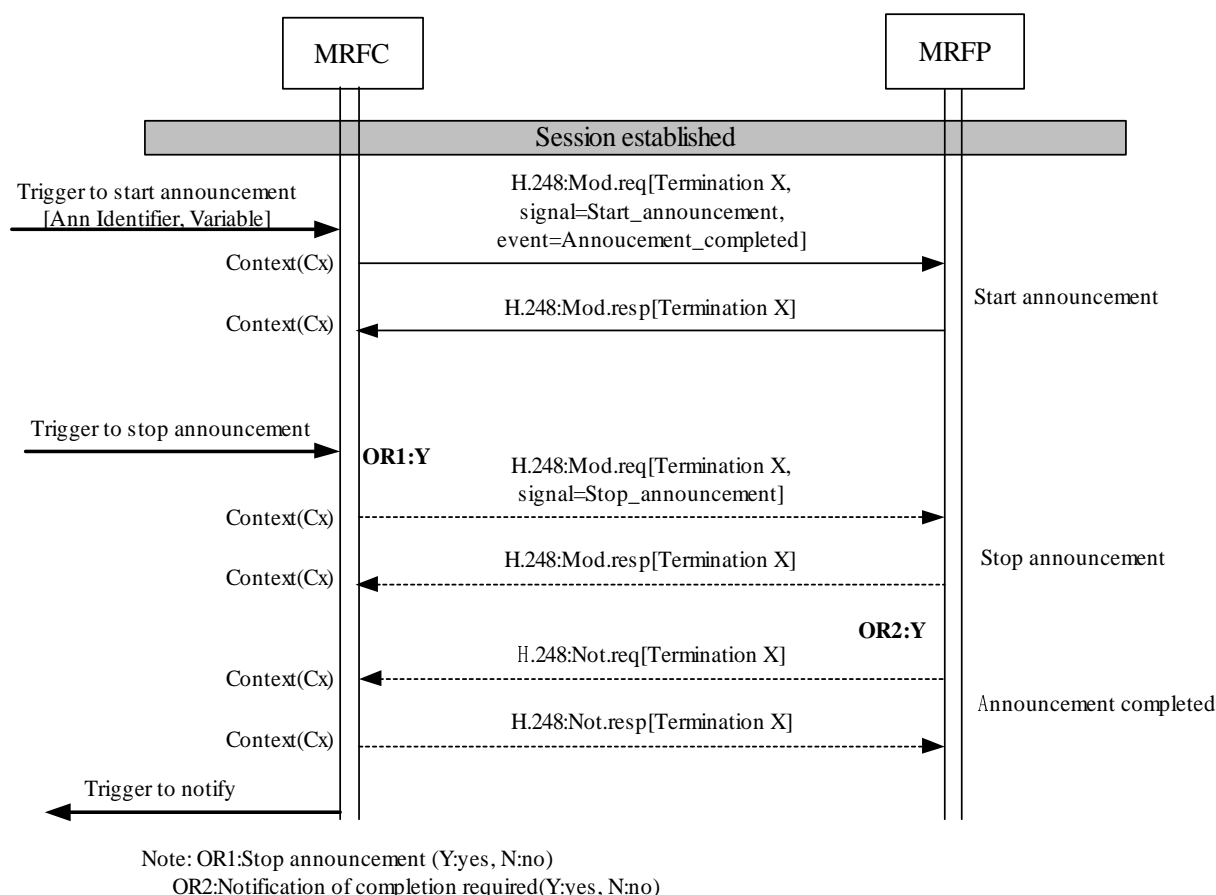 MRFC
MRFP
Session established
Trigger to start announcement
[Ann Identifier, Variable]
H.248:Mod.req[Termination X,
signal=Start_announcement,
event=Annoucement_completed]
Context(Cx)
Start announcement
H.248:Mod.resp[Termination X]
Context(Cx)
Trigger to stop announcement
OR1:Y
H.248:Mod.req[Termination X,
signal=Stop_announcement]
Context(Cx)
H.248:Mod.resp[Termination X]
Stop announcement
Context(Cx)
OR2:Y
H.248:Not.req[Termination X]
Context(Cx)
Announcement completed
H.248:Not.resp[Termination X]
Context(Cx)
Trigger to notify
Note: OR1:Stop announcement (Y:yes, N:no)
OR2:Notification of completion required(Y:yes, N:no)